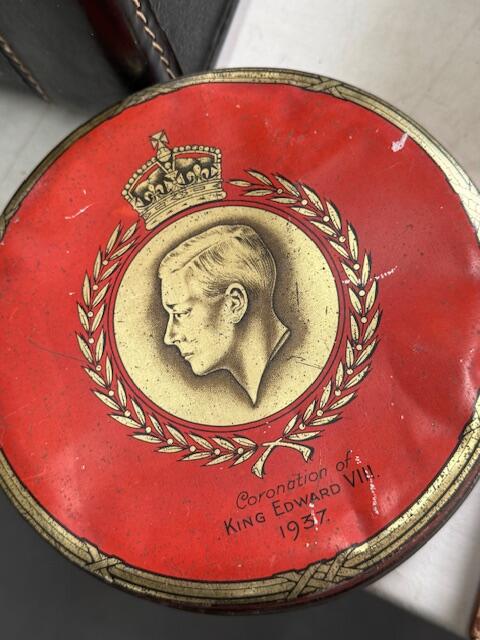 Coronation of
KING EDWARD VIII.
1937.